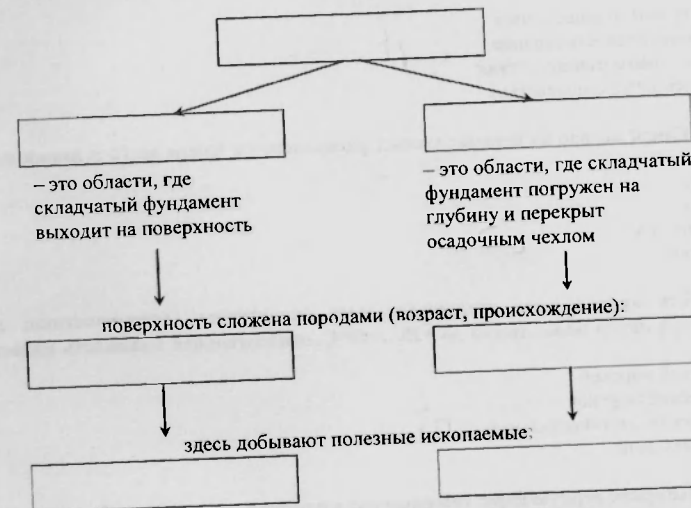 – это области, где
складчатый фундамент
выходит на поверхность
– это области, где складчатый
фундамент погружен на
глубину и перекрыт
осадочным чехлом
поверхность сложена породами (возраст, происхождение):
здесь добывают полезные ископаемые: